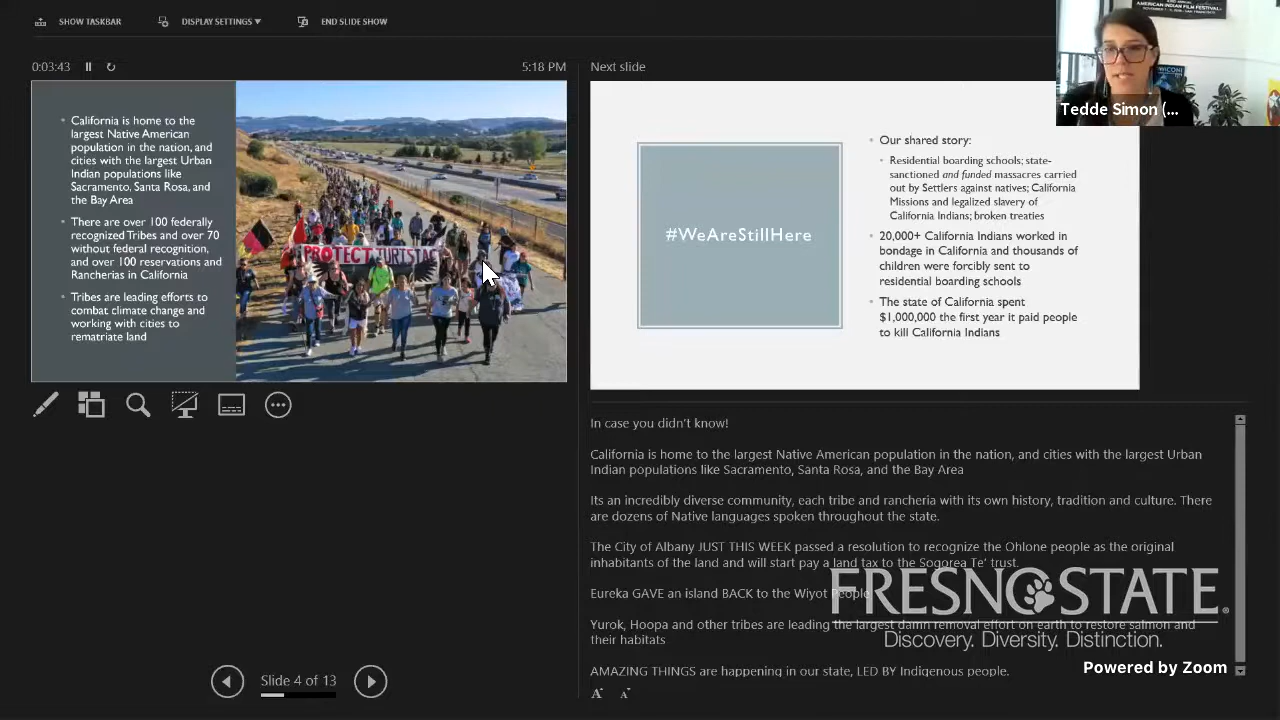 SHOW TASKBAR
DISPLAY SETTINGS
END SLIDE SHOW
AMERICAN INDIAN FILM FESTIVAL
Tedde Simon (...
0:03:43
5:18 PM
Next slide
California is home to the
largest Native American
population in the nation, and
cities with the largest Urban
Indian populations like
Sacramento, Santa Rosa, and
the Bay Area
There are over 100 federally
recognized Tribes and over 70
without federal recognition,
and over 100 reservations and
Rancherias in California
Tribes are leading efforts to
combat climate change and
working with cities to
rematriate land
PROTECT JURISTAC
#WeAreStillHere
Our shared story:
Residential boarding schools; state-
sanctioned and funded massacres carried
out by Settlers against natives; California
Missions and legalized slavery of
California Indians; broken treaties
20,000+ California Indians worked in
bondage in California and thousands of
children were forcibly sent to
residential boarding schools
The state of California spent
$1,000,000 the first year it paid people
to kill California Indians
In case you didn't know!
California is home to the largest Native American population in the nation, and cities with the largest Urban
Indian populations like Sacramento, Santa Rosa, and the Bay Area
Its an incredibly diverse community, each tribe and rancheria with its own history, tradition and culture. There
are dozens of Native languages spoken throughout the state.
The City of Albany JUST THIS WEEK passed a resolution to recognize the Ohlone people as the original
inhabitants of the land and will start pay a land tax to the Sogorea Te' trust.
Eureka GAVE an island BACK to the Wiyot People
Yurok, Hoopa and other tribes are leading the largest damn removal effort on earth to restore salmon and
their habitats
AMAZING THINGS are happening in our state, LED BY Indigenous people.
FRESNO STATE
Discovery. Diversity. Distinction.
Powered by Zoom
Slide 4 of 13
A A